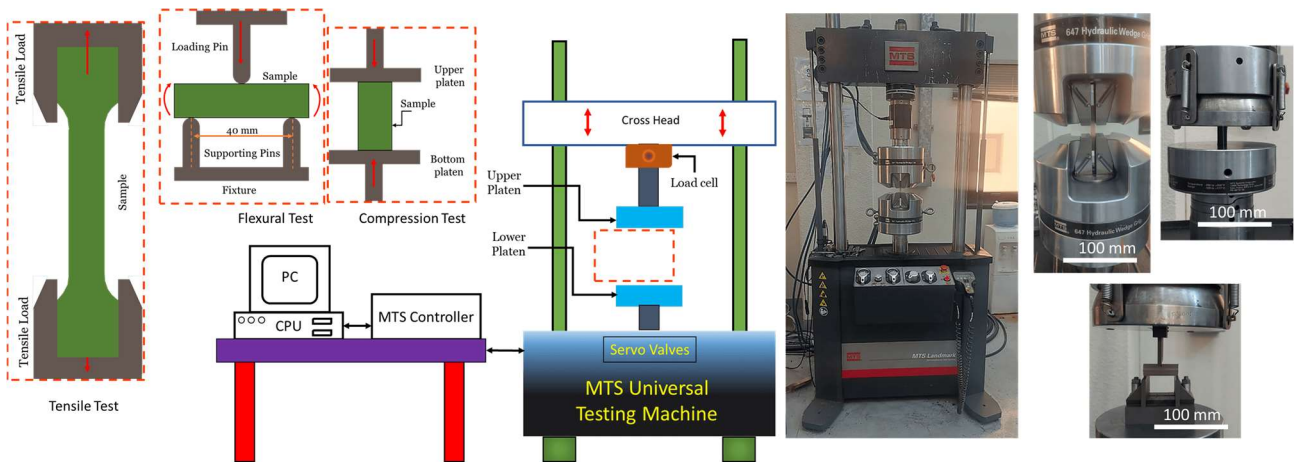 Tensile Load
Sample
Tensile Load
Tensile Test
Loading Pin
Sample
40 mm
Supporting Pins
Fixture
Flexural Test
Upper
platen
Sample
Bottom
platen
Compression Test
PC
CPU
MTS Controller
Cross Head
Load cell
Upper
Platen
Lower
Platen
Servo Valves
MTS Universal
Testing Machine
MTS
MTS Landmark
MTS
647 Hydraulic Wedge Grip
647 Hydraulic Wedge Grip
100 mm
100 mm
100 mm